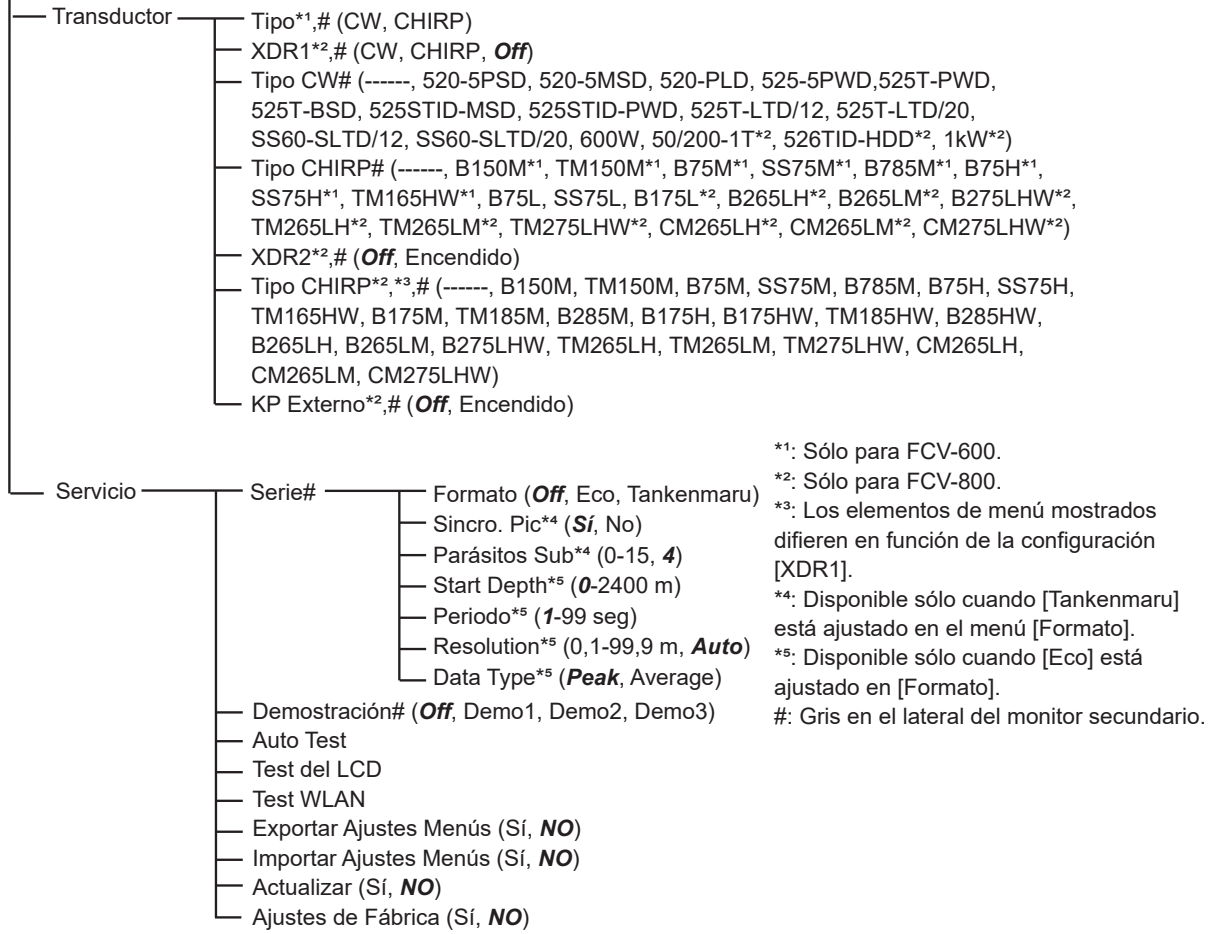 Transductor
Tipo*¹,# (CW, CHIRP)
XDR1*²,# (CW, CHIRP, Off)
Tipo CW# (------, 520-5PSD, 520-5MSD, 520-PLD, 525-5PWD,525T-PWD,
525T-BSD, 525STID-MSD, 525STID-PWD, 525T-LTD/12, 525T-LTD/20,
SS60-SLTD/12, SS60-SLTD/20, 600W, 50/200-1T*², 526TID-HDD*², 1kW*²)
Tipo CHIRP# (------, B150M*¹, TM150M*¹, B75M*¹, SS75M*¹, B785M*¹, B75H*¹,
SS75H*¹, TM165HW*¹, B75L, SS75L, B175L*², B265LH*², B265LM*², B275LHW*²,
TM265LH*², TM265LM*², TM275LHW*², CM265LH*², CM265LM*², CM275LHW*²)
XDR2*²,# (Off, Encendido)
Tipo CHIRP*²,*³,# (------, B150M, TM150M, B75M, SS75M, B785M, B75H, SS75H,
TM165HW, B175M, TM185M, B285M, B175H, B175HW, TM185HW, B285HW,
B265LH, B265LM, B275LHW, TM265LH, TM265LM, TM275LHW, CM265LH,
CM265LM, CM275LHW)
KP Externo*²,# (Off, Encendido)
Servicio
Serie#
Formato (Off, Eco, Tankenmaru)
Sincro. Pic*⁴ (Sí, No)
Parásitos Sub*⁴ (0-15, 4)
Start Depth*⁵ (0-2400 m)
Periodo*⁵ (1-99 seg)
Resolution*⁵ (0,1-99,9 m, Auto)
Data Type*⁵ (Peak, Average)
Demostración# (Off, Demo1, Demo2, Demo3)
Auto Test
Test del LCD
Test WLAN
Exportar Ajustes Menús (Sí, NO)
Importar Ajustes Menús (Sí, NO)
Actualizar (Sí, NO)
Ajustes de Fábrica (Sí, NO)
*¹: Sólo para FCV-600.
*²: Sólo para FCV-800.
*³: Los elementos de menú mostrados
difieren en función de la configuración
[XDR1].
*⁴: Disponible sólo cuando [Tankenmaru]
está ajustado en el menú [Formato].
*⁵: Disponible sólo cuando [Eco] está
ajustado en [Formato].
#: Gris en el lateral del monitor secundario.